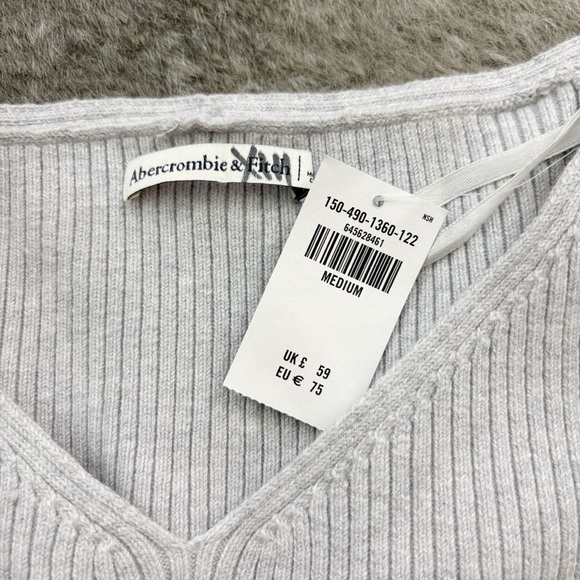 Abercrombie & Fitch
NSH
150-490-1360-122
645628461
MEDIUM
UK £ 59
EU € 75